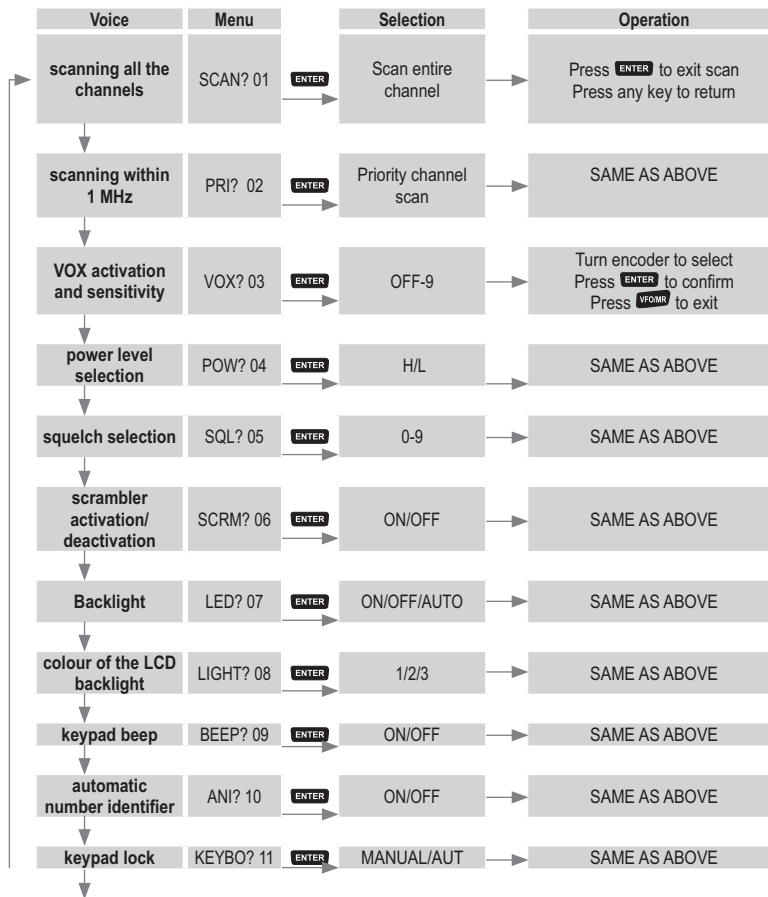 Voice Menu Selection Operation
scanning all the
channels
SCAN? 01
ENTER
Scan entire
channel
Press ENTER to exit scan
Press any key to return
scanning within
1 MHz
PRI? 02
ENTER
Priority channel
scan
SAME AS ABOVE
VOX activation
and sensitivity
VOX? 03
ENTER
OFF-9
Turn encoder to select
Press ENTER to confirm
Press VFO/MR to exit
power level
selection
POW? 04
ENTER
H/L
SAME AS ABOVE
squelch selection
SQL? 05
ENTER
0-9
SAME AS ABOVE
scrambler
activation/
deactivation
SCRM? 06
ENTER
ON/OFF
SAME AS ABOVE
Backlight
LED? 07
ENTER
ON/OFF/AUTO
SAME AS ABOVE
colour of the LCD
backlight
LIGHT? 08
ENTER
1/2/3
SAME AS ABOVE
keypad beep
BEEP? 09
ENTER
ON/OFF
SAME AS ABOVE
automatic
number identifier
ANI? 10
ENTER
ON/OFF
SAME AS ABOVE
keypad lock
KEYBO? 11
ENTER
MANUAL/AUT
SAME AS ABOVE